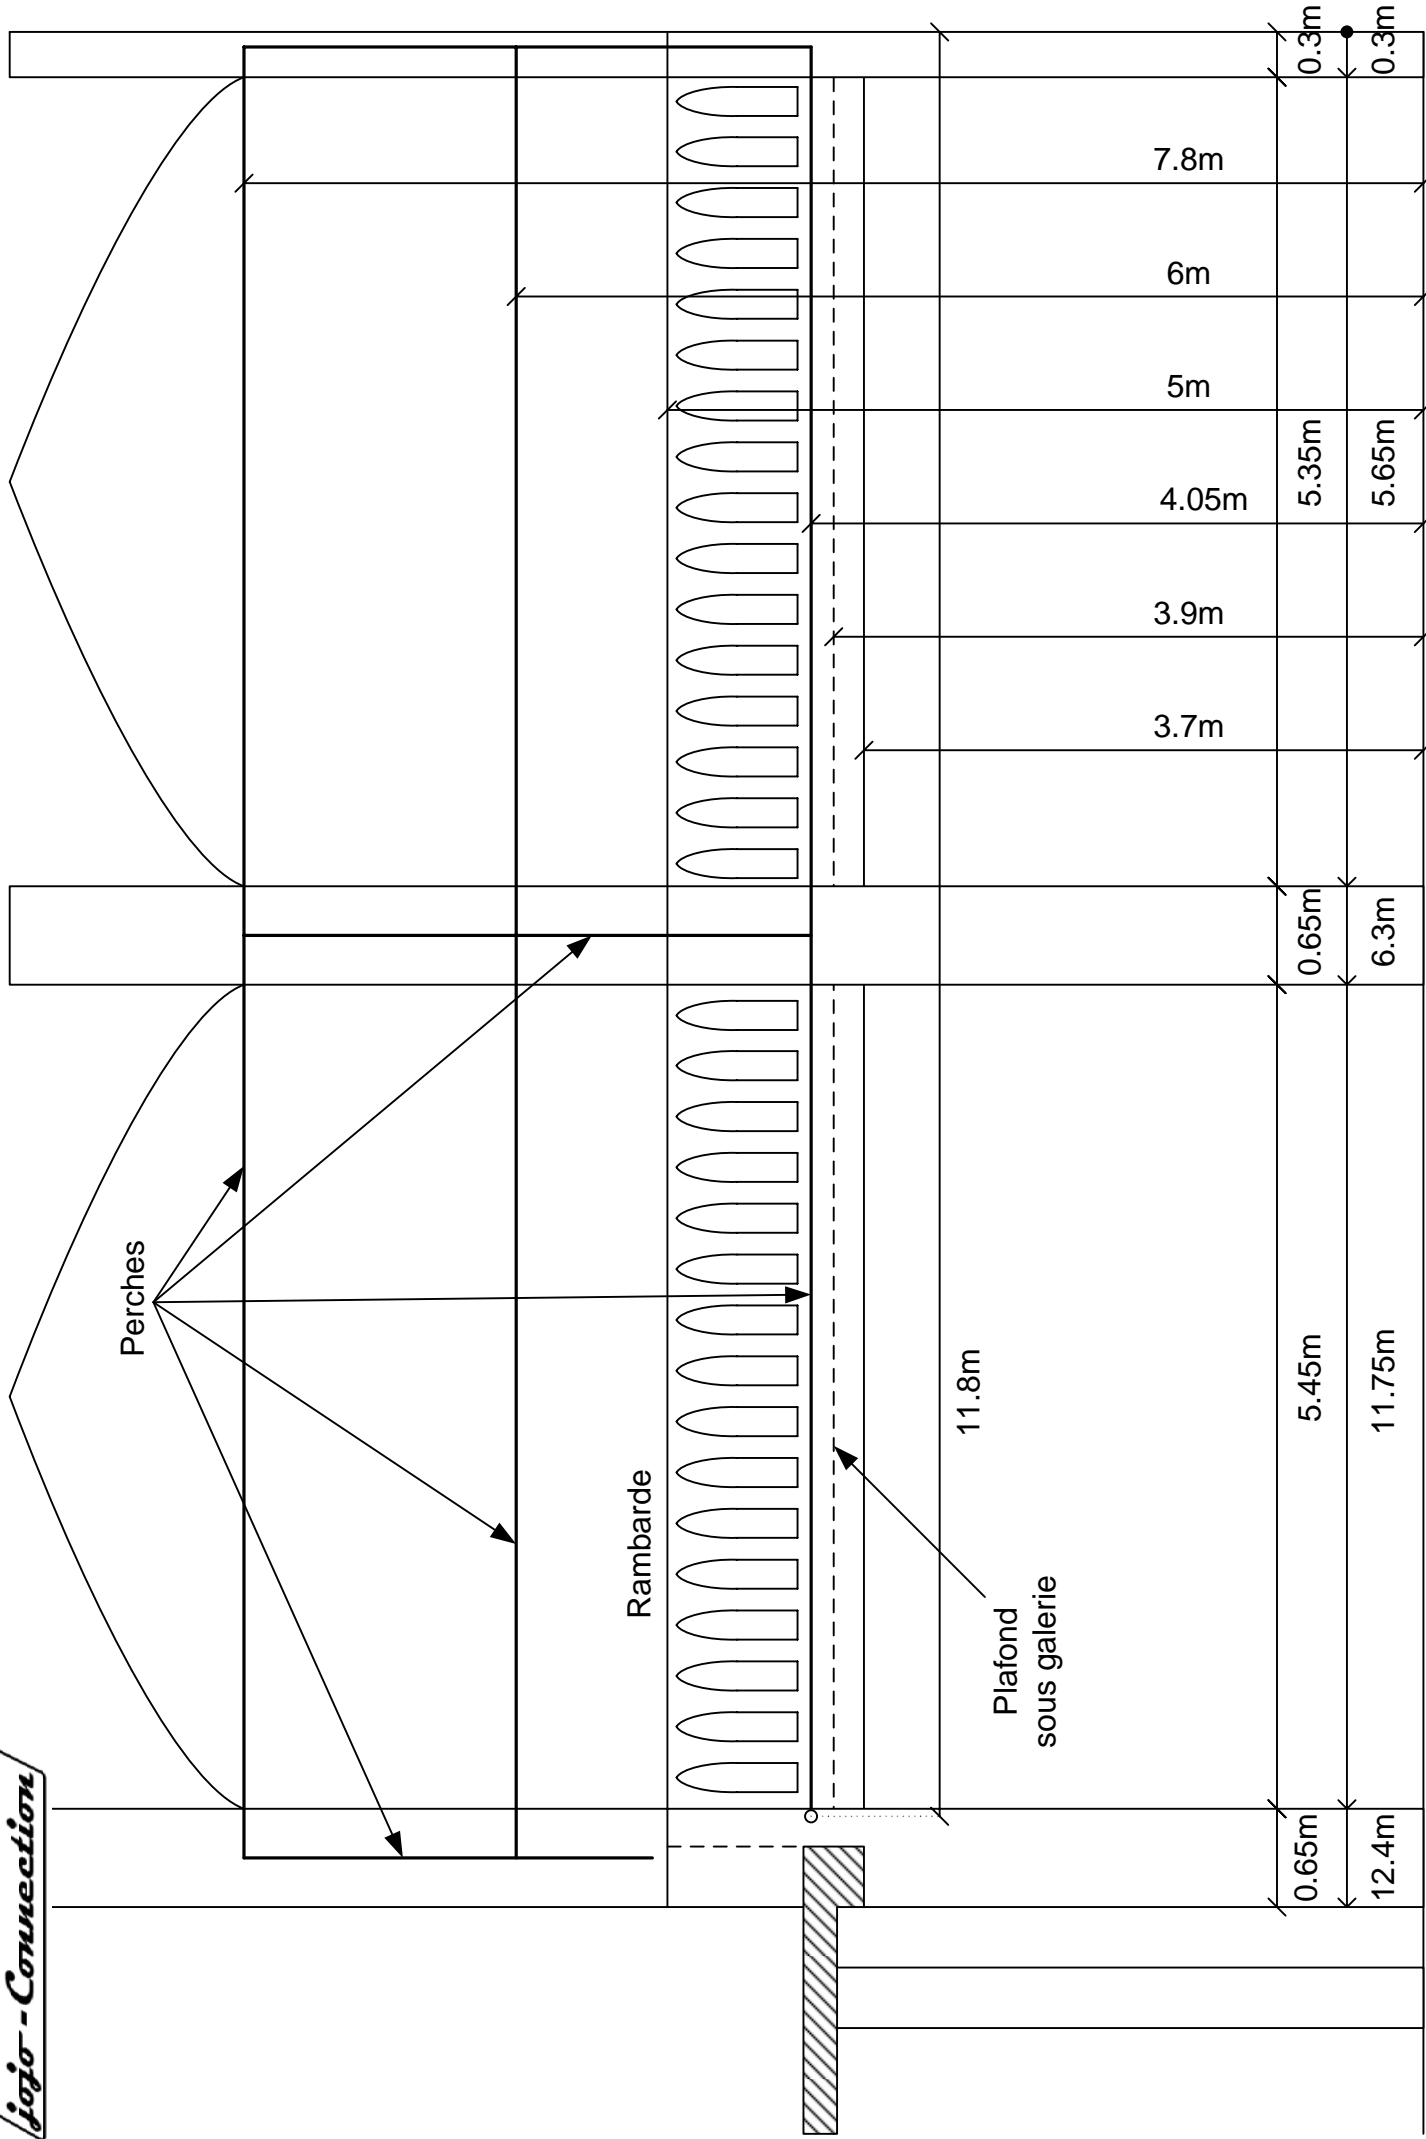 jojo-Connection
Perches
Rambarde
Plafond
sous galerie
7.8m
6m
5m
4.05m
3.9m
3.7m
11.8m
0.65m
5.45m
0.65m
5.35m
0.3m
12.4m
11.75m
6.3m
5.65m
0.3m